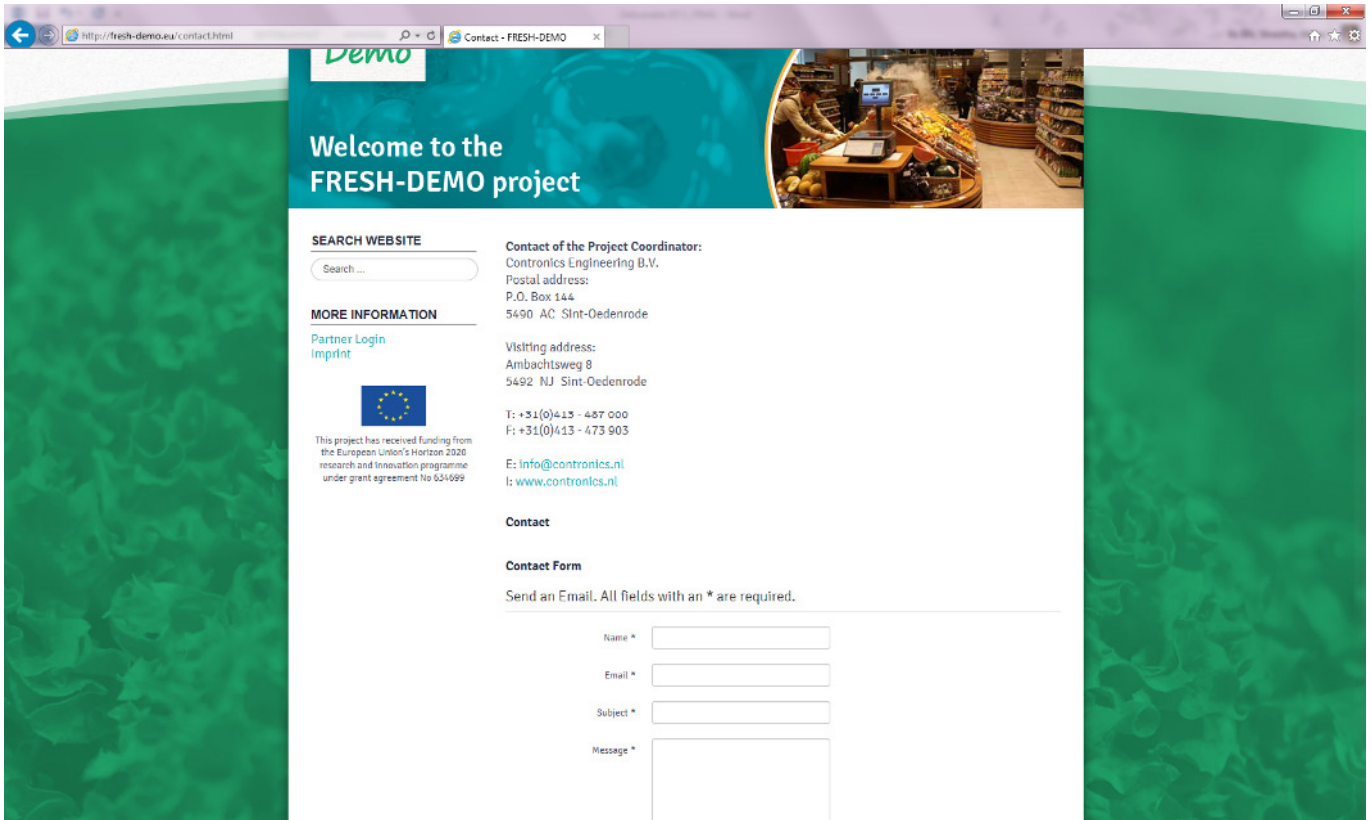 http://fresh-demo.eu/contact.html
Contact - FRESH-DEMO
Demo
Welcome to the
FRESH-DEMO project
SEARCH WEBSITE
Search ...
MORE INFORMATION
Partner Login
Imprint
This project has received funding from
the European Union's Horizon 2020
research and innovation programme
under grant agreement No 634699
Contact of the Project Coordinator:
Contronics Engineering B.V.
Postal address:
P.O. Box 144
5490 AC Sint-Oedenrode
Visiting address:
Ambachtsweg 8
5492 NJ Sint-Oedenrode
T: +31(0)413 - 487 000
F: +31(0)413 - 473 903
E: info@contronics.nl
I: www.contronics.nl
Contact
Contact Form
Send an Email. All fields with an * are required.
Name *
Email *
Subject *
Message *